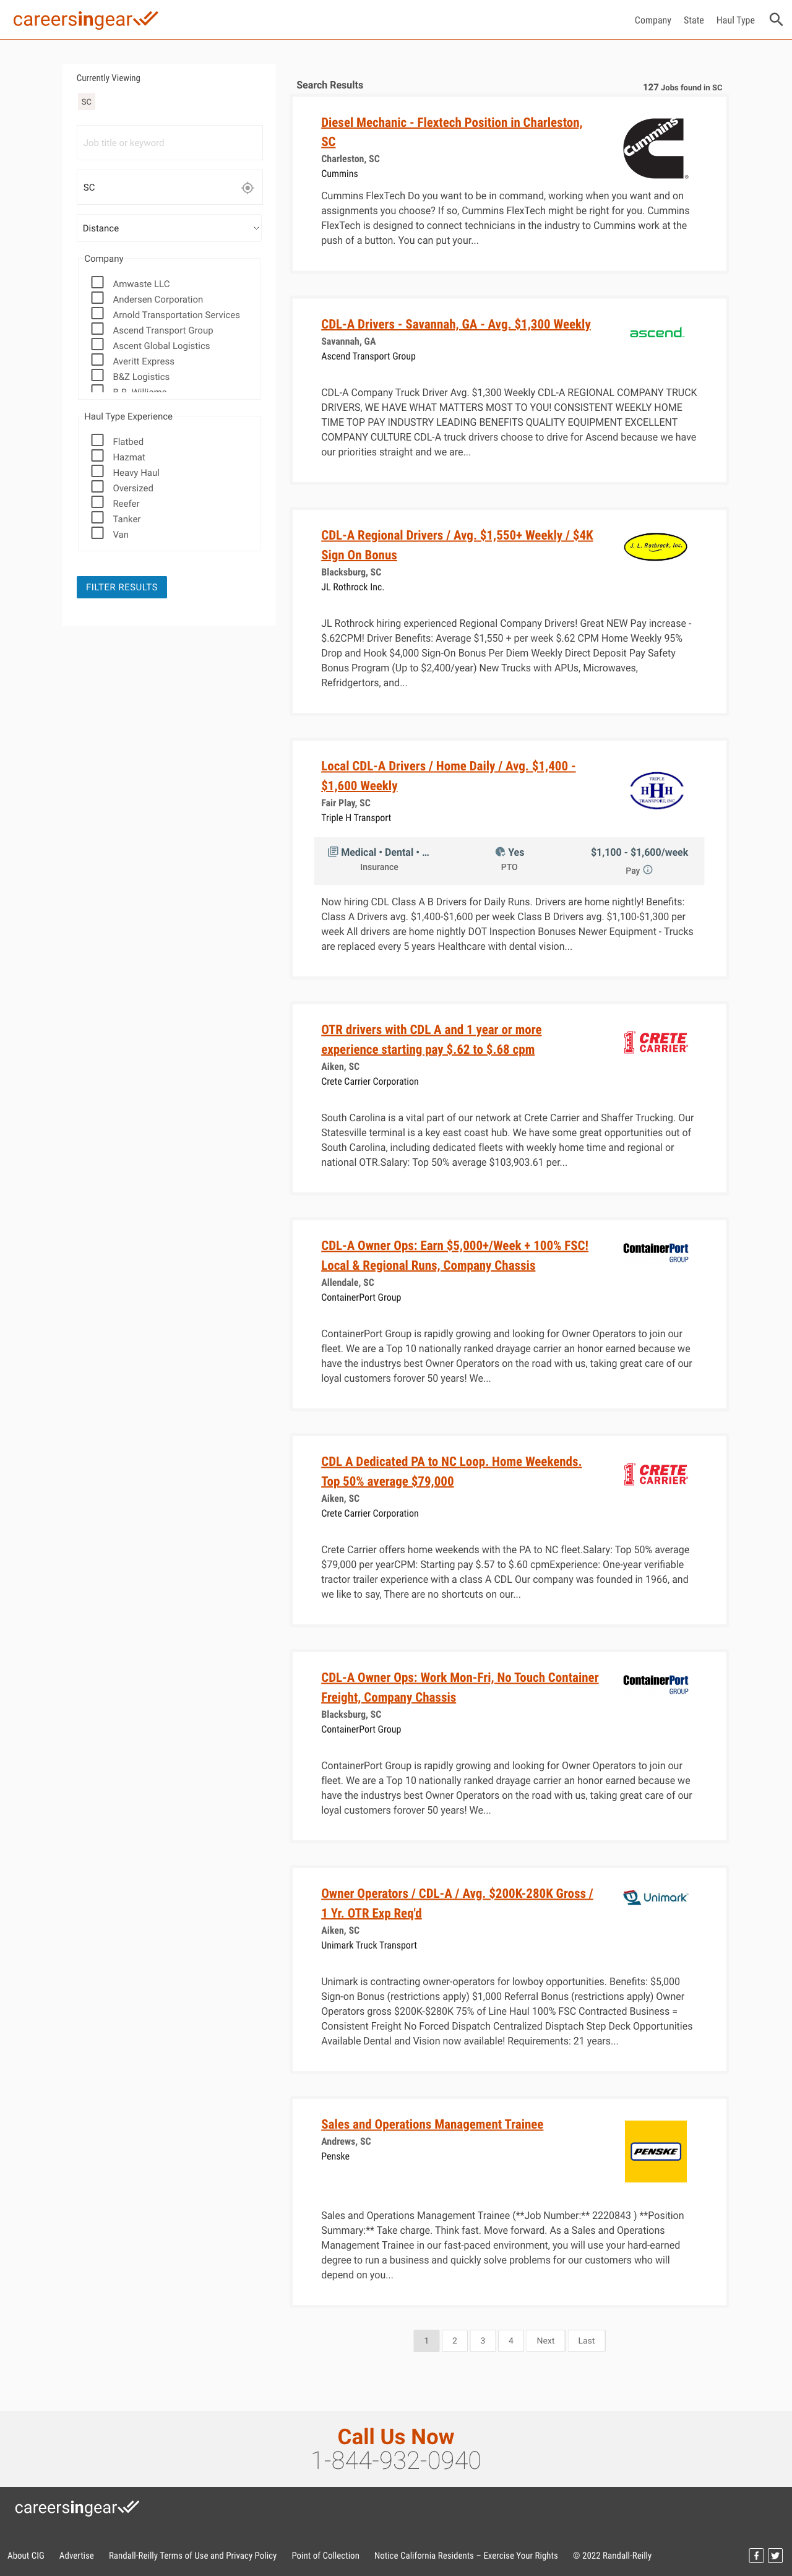 careersingear
Company
State
Haul Type
Currently Viewing
SC
Job title or keyword
SC
Distance
Company
Amwaste LLC
Andersen Corporation
Arnold Transportation Services
Ascend Transport Group
Ascent Global Logistics
Averitt Express
B&Z Logistics
Haul Type Experience
Flatbed
Hazmat
Heavy Haul
Oversized
Reefer
Tanker
Van
FILTER RESULTS
Search Results
127 Jobs found in SC
Diesel Mechanic - Flextech Position in Charleston,
SC
Charleston, SC
Cummins
Cummins
Cummins FlexTech Do you want to be in command, working when you want and on
assignments you choose? If so, Cummins FlexTech might be right for you. Cummins
FlexTech is designed to connect technicians in the industry to Cummins work at the
push of a button. You can put your...
CDL-A Drivers - Savannah, GA - Avg. $1,300 Weekly
Savannah, GA
Ascend Transport Group
ascend
CDL-A Company Truck Driver Avg. $1,300 Weekly CDL-A REGIONAL COMPANY TRUCK
DRIVERS, WE HAVE WHAT MATTERS MOST TO YOU! CONSISTENT WEEKLY HOME
TIME TOP PAY INDUSTRY LEADING BENEFITS QUALITY EQUIPMENT EXCELLENT
COMPANY CULTURE CDL-A truck drivers choose to drive for Ascend because we have
our priorities straight and we are...
CDL-A Regional Drivers / Avg. $1,550+ Weekly / $4K
Sign On Bonus
Blacksburg, SC
JL Rothrock Inc.
J. L. Rothrock, Inc.
JL Rothrock hiring experienced Regional Company Drivers! Great NEW Pay increase -
$.62CPM! Driver Benefits: Average $1,550 + per week $.62 CPM Home Weekly 95%
Drop and Hook $4,000 Sign-On Bonus Per Diem Weekly Direct Deposit Pay Safety
Bonus Program (Up to $2,400/year) New Trucks with APUs, Microwaves,
Refridgertors, and...
Local CDL-A Drivers / Home Daily / Avg. $1,400 -
$1,600 Weekly
Fair Play, SC
Triple H Transport
TRIPLE
HHH
TRANSPORT, INC.
Medical • Dental • ...
Insurance
Yes
PTO
$1,100 - $1,600/week
Pay
Now hiring CDL Class A B Drivers for Daily Runs. Drivers are home nightly! Benefits:
Class A Drivers avg. $1,400-$1,600 per week Class B Drivers avg. $1,100-$1,300 per
week All drivers are home nightly DOT Inspection Bonuses Newer Equipment - Trucks
are replaced every 5 years Healthcare with dental vision...
OTR drivers with CDL A and 1 year or more
experience starting pay $.62 to $.68 cpm
Aiken, SC
Crete Carrier Corporation
CRETE
CARRIER
South Carolina is a vital part of our network at Crete Carrier and Shaffer Trucking. Our
Statesville terminal is a key east coast hub. We have some great opportunities out of
South Carolina, including dedicated fleets with weekly home time and regional or
national OTR.Salary: Top 50% average $103,903.61 per...
CDL-A Owner Ops: Earn $5,000+/Week + 100% FSC!
Local & Regional Runs, Company Chassis
Allendale, SC
ContainerPort Group
ContainerPort
GROUP
ContainerPort Group is rapidly growing and looking for Owner Operators to join our
fleet. We are a Top 10 nationally ranked drayage carrier an honor earned because we
have the industrys best Owner Operators on the road with us, taking great care of our
loyal customers forover 50 years! We...
CDL A Dedicated PA to NC Loop. Home Weekends.
Top 50% average $79,000
Aiken, SC
Crete Carrier Corporation
CRETE
CARRIER
Crete Carrier offers home weekends with the PA to NC fleet.Salary: Top 50% average
$79,000 per yearCPM: Starting pay $.57 to $.60 cpmExperience: One-year verifiable
tractor trailer experience with a class A CDL Our company was founded in 1966, and
we like to say, There are no shortcuts on our...
CDL-A Owner Ops: Work Mon-Fri, No Touch Container
Freight, Company Chassis
Blacksburg, SC
ContainerPort Group
ContainerPort
GROUP
ContainerPort Group is rapidly growing and looking for Owner Operators to join our
fleet. We are a Top 10 nationally ranked drayage carrier an honor earned because we
have the industrys best Owner Operators on the road with us, taking great care of our
loyal customers forover 50 years! We...
Owner Operators / CDL-A / Avg. $200K-280K Gross /
1 Yr. OTR Exp Req'd
Aiken, SC
Unimark Truck Transport
Unimark
Unimark is contracting owner-operators for lowboy opportunities. Benefits: $5,000
Sign-on Bonus (restrictions apply) $1,000 Referral Bonus (restrictions apply) Owner
Operators gross $200K-$280K 75% of Line Haul 100% FSC Contracted Business =
Consistent Freight No Forced Dispatch Centralized Disptach Step Deck Opportunities
Available Dental and Vision now available! Requirements: 21 years...
Sales and Operations Management Trainee
Andrews, SC
Penske
PENSKE
Sales and Operations Management Trainee (**Job Number:** 2220843 ) **Position
Summary:** Take charge. Think fast. Move forward. As a Sales and Operations
Management Trainee in our fast-paced environment, you will use your hard-earned
degree to run a business and quickly solve problems for our customers who will
depend on you...
1
2
3
4
Next
Last
Call Us Now
1-844-932-0940
careersingear
About CIG
Advertise
Randall-Reilly Terms of Use and Privacy Policy
Point of Collection
Notice California Residents – Exercise Your Rights
© 2022 Randall-Reilly